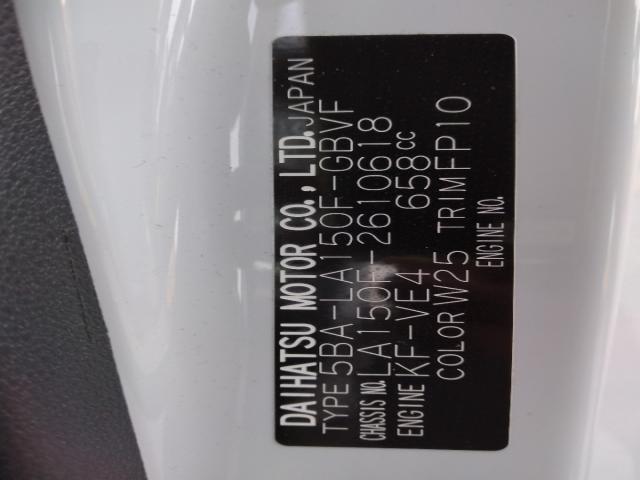 DAIHATSU MOTOR CO., LTD. JAPAN
TYPE 5BA-LA150F-GBVF
CHASSIS NO. LA150F-2610618
ENGINE KF-VE4 658cc
COLOR W25 TRIM FP10
ENGINE NO.